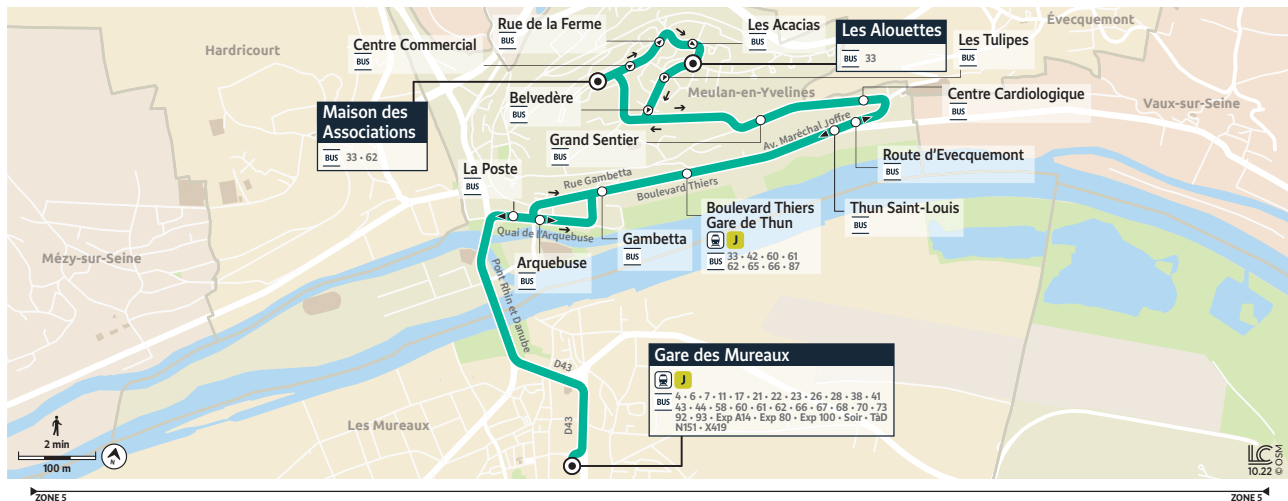 Évecquemont
Rue de la Ferme
Les Acacias
BUS
BUS
Hardricourt
Centre Commercial
BUS
Les Alouettes
BUS 33
Les Tulipes
BUS
Belvedère
BUS
Meulan-en-Yvelines
Centre Cardiologique
BUS
Vaux-sur-Seine
Maison des
Associations
BUS 33 • 62
Grand Sentier
BUS
Av. Maréchal Joffre
Route d'Evecquemont
BUS
La Poste
BUS
Rue Gambetta
Boulevard Thiers
Boulevard Thiers
Gare de Thun
J
BUS 33 • 42 • 60 • 61
62 • 65 • 66 • 87
Thun Saint-Louis
BUS
Quai de l'Arquebuse
Gambetta
BUS
Mézy-sur-Seine
Arquebuse
BUS
Pont Rhin et Danube
D43
Gare des Mureaux
J
BUS 4 • 6 • 7 • 11 • 17 • 21 • 22 • 23 • 26 • 28 • 38 • 41
43 • 44 • 58 • 60 • 61 • 62 • 66 • 67 • 68 • 70 • 73
92 • 93 • Exp A14 • Exp 80 • Exp 100 • Soir • TàD
N151 • X419
Les Mureaux
D43
2 min
100 m
N
LC
10.22
© OSM
ZONE 5
ZONE 5